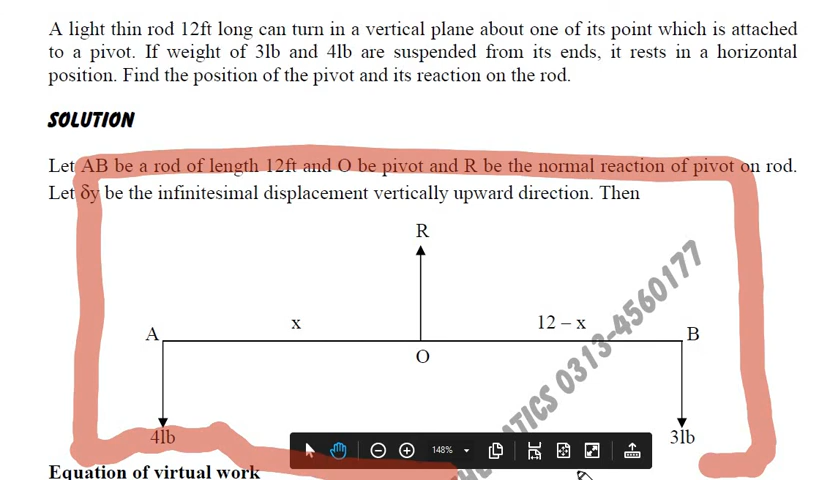 A light thin rod 12ft long can turn in a vertical plane about one of its point which is attached
to a pivot. If weight of 3lb and 4lb are suspended from its ends, it rests in a horizontal
position. Find the position of the pivot and its reaction on the rod.
SOLUTION
Let AB be a rod of length 12ft and O be pivot and R be the normal reaction of pivot on rod.
Let δy be the infinitesimal displacement vertically upward direction. Then
R
x
12 – x
A
B
O
4lb
3lb
148%
ATICS 0313-4560177
Equation of virtual work